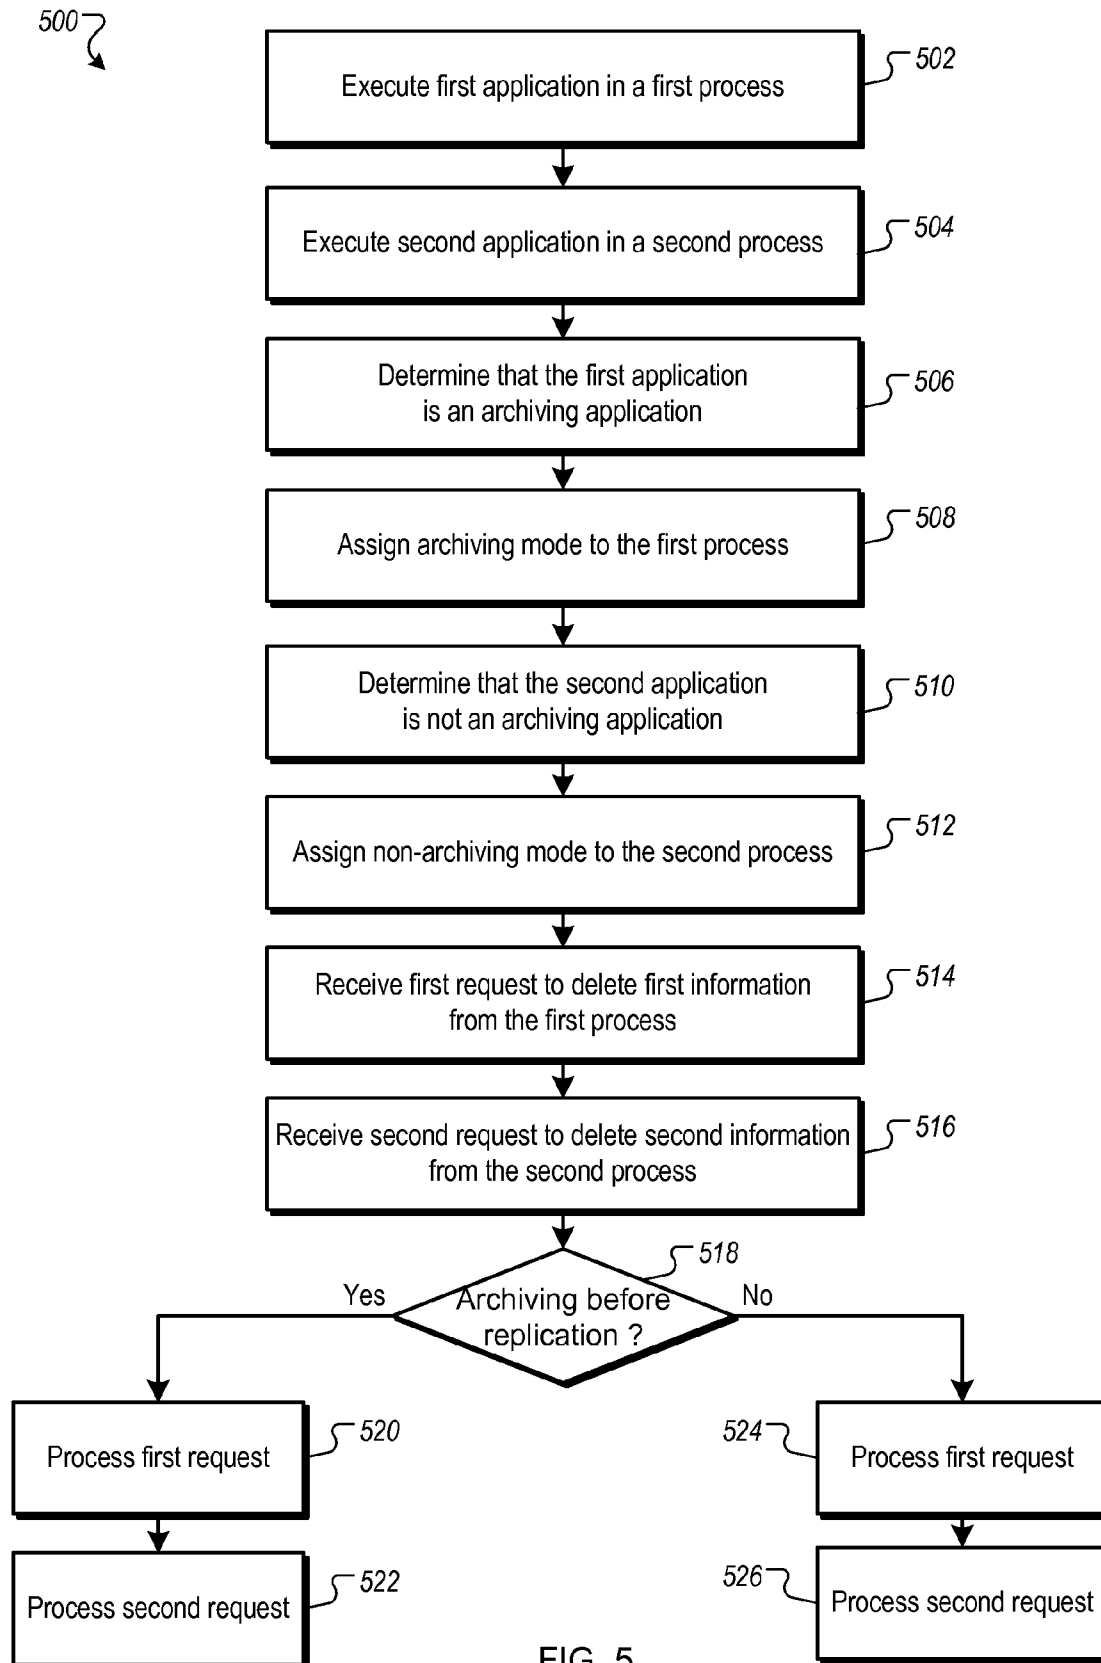 500
Execute first application in a first process
502
Execute second application in a second process
504
Determine that the first application
is an archiving application
506
Assign archiving mode to the first process
508
Determine that the second application
is not an archiving application
510
Assign non-archiving mode to the second process
512
Receive first request to delete first information
from the first process
514
Receive second request to delete second information
from the second process
516
518
Yes
Archiving before
replication ?
No
Process first request
520
524
Process first request
Process second request
522
526
Process second request
FIG. 5